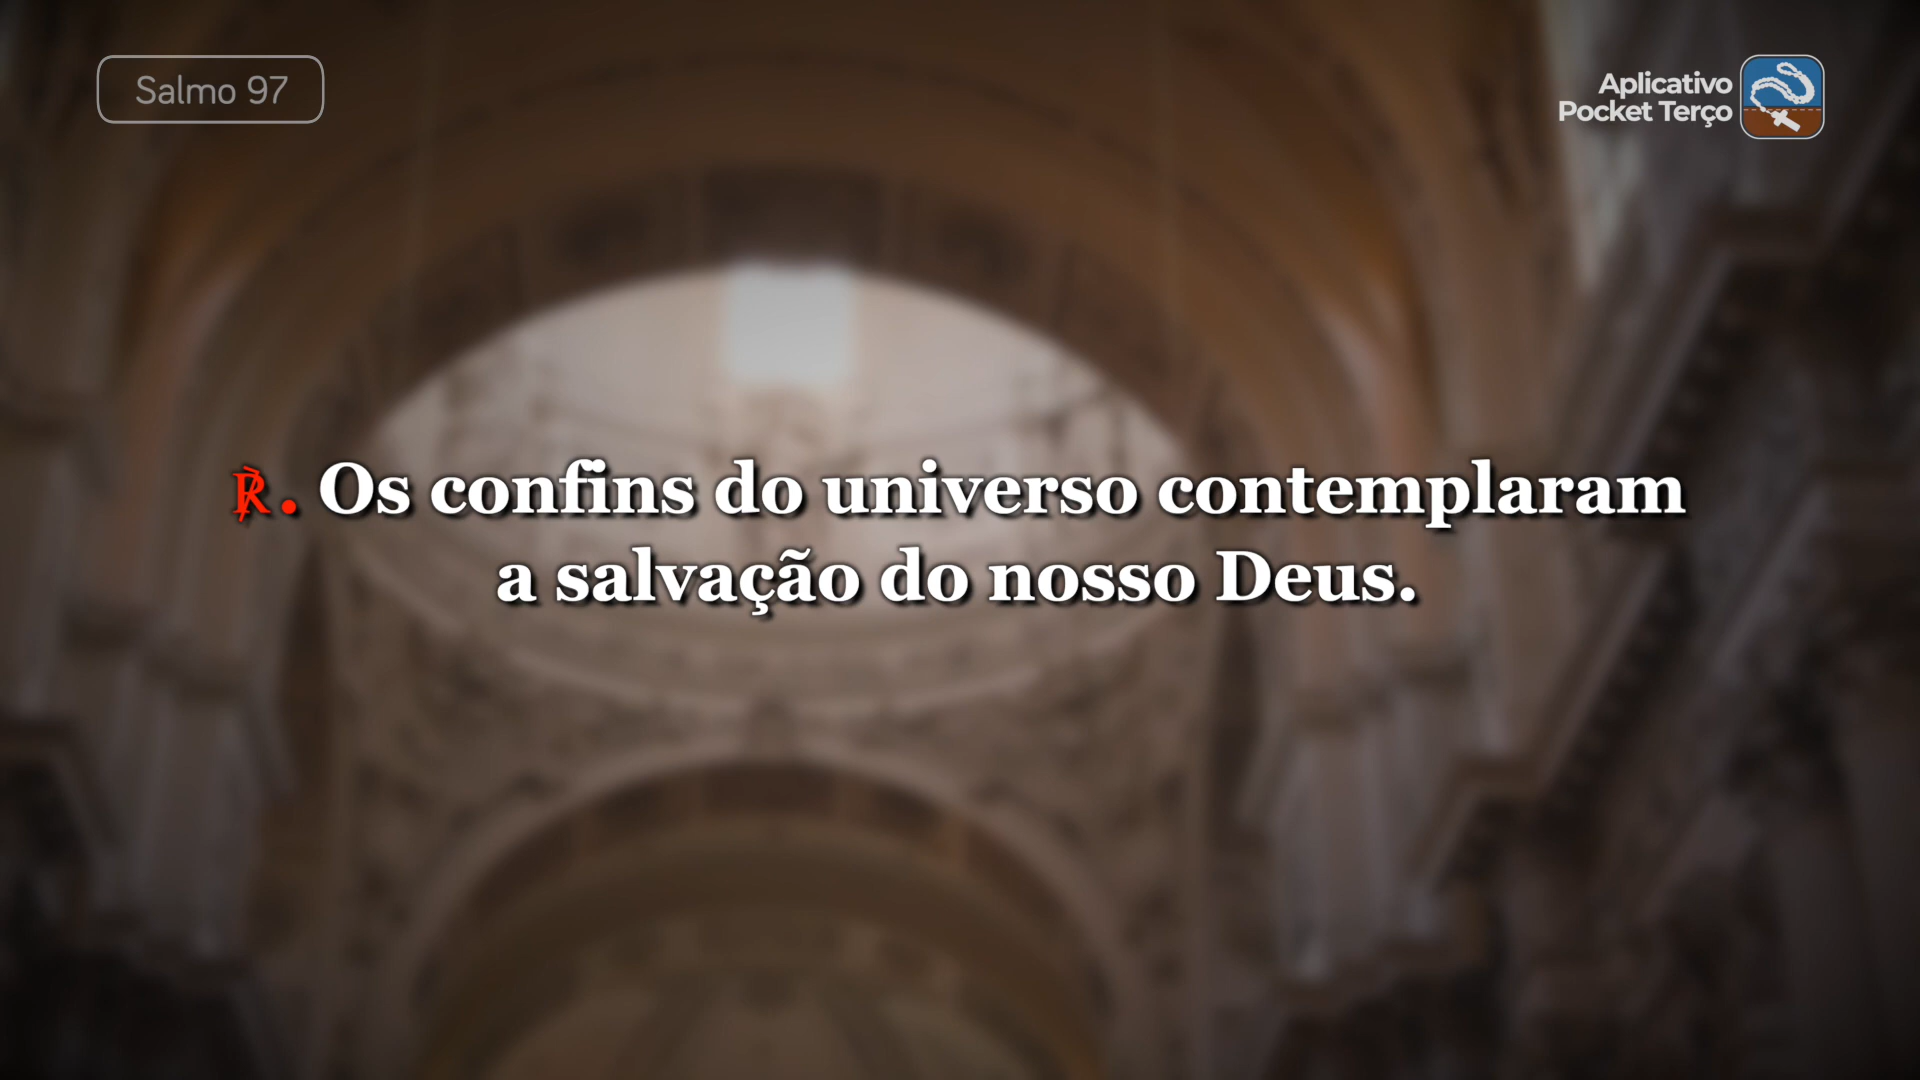 Salmo 97
Aplicativo
Pocket Terço
℟. Os confins do universo contemplaram
a salvação do nosso Deus.